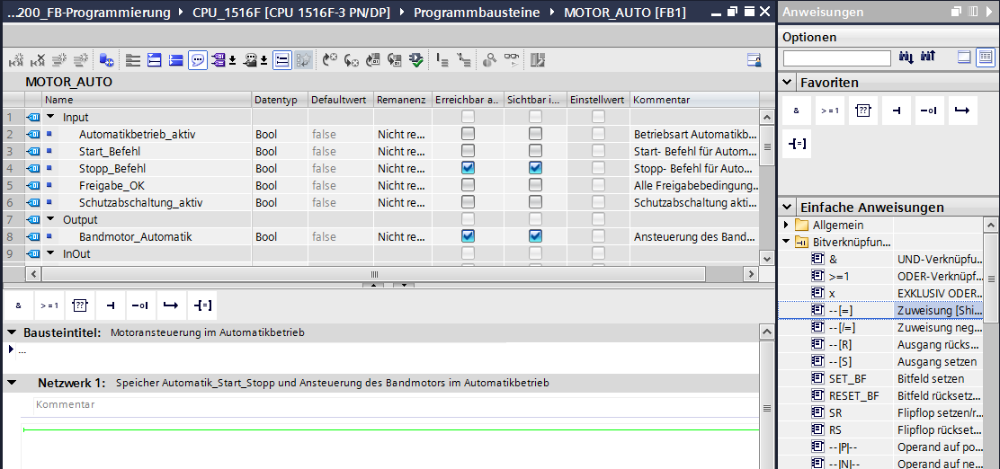 ...200_FB-Programmierung ▸ CPU_1516F [CPU 1516F-3 PN/DP] ▸ Programmbausteine ▸ MOTOR_AUTO [FB1]
MOTOR_AUTO
Name Datentyp Defaultwert Remanenz Erreichbar a... Sichtbar i... Einstellwert Kommentar
1 Input
2 Automatikbetrieb_aktiv Bool false Nicht re... Betriebsart Automatikb...
3 Start_Befehl Bool false Nicht re... Start- Befehl für Autom...
4 Stopp_Befehl Bool false Nicht re... Stopp- Befehl für Auto...
5 Freigabe_OK Bool false Nicht re... Alle Freigabebedingung...
6 Schutzabschaltung_aktiv Bool false Nicht re... Schutzabschaltung akti...
7 Output
8 Bandmotor_Automatik Bool false Nicht re... Ansteuerung des Band...
9 InOut
& >=1 ?? -[=]
Bausteintitel: Motoransteuerung im Automatikbetrieb
...
Netzwerk 1: Speicher Automatik_Start_Stopp und Ansteuerung des Bandmotors im Automatikbetrieb
Kommentar
Anweisungen
Optionen
Favoriten
& >=1 ??
-[=]
Einfache Anweisungen
Allgemein
Bitverknüpfun...
& UND-Verknüpfu...
>=1 ODER-Verknüpf...
x EXKLUSIV ODER...
--[=] Zuweisung [Shi...
--[/=] Zuweisung neg...
--[R] Ausgang rücks...
--[S] Ausgang setzen
SET_BF Bitfeld setzen
RESET_BF Bitfeld rücksetz...
SR Flipflop setzen/r...
RS Flipflop rückset...
--|P|-- Operand auf po...
--|N|-- Operand auf ne...